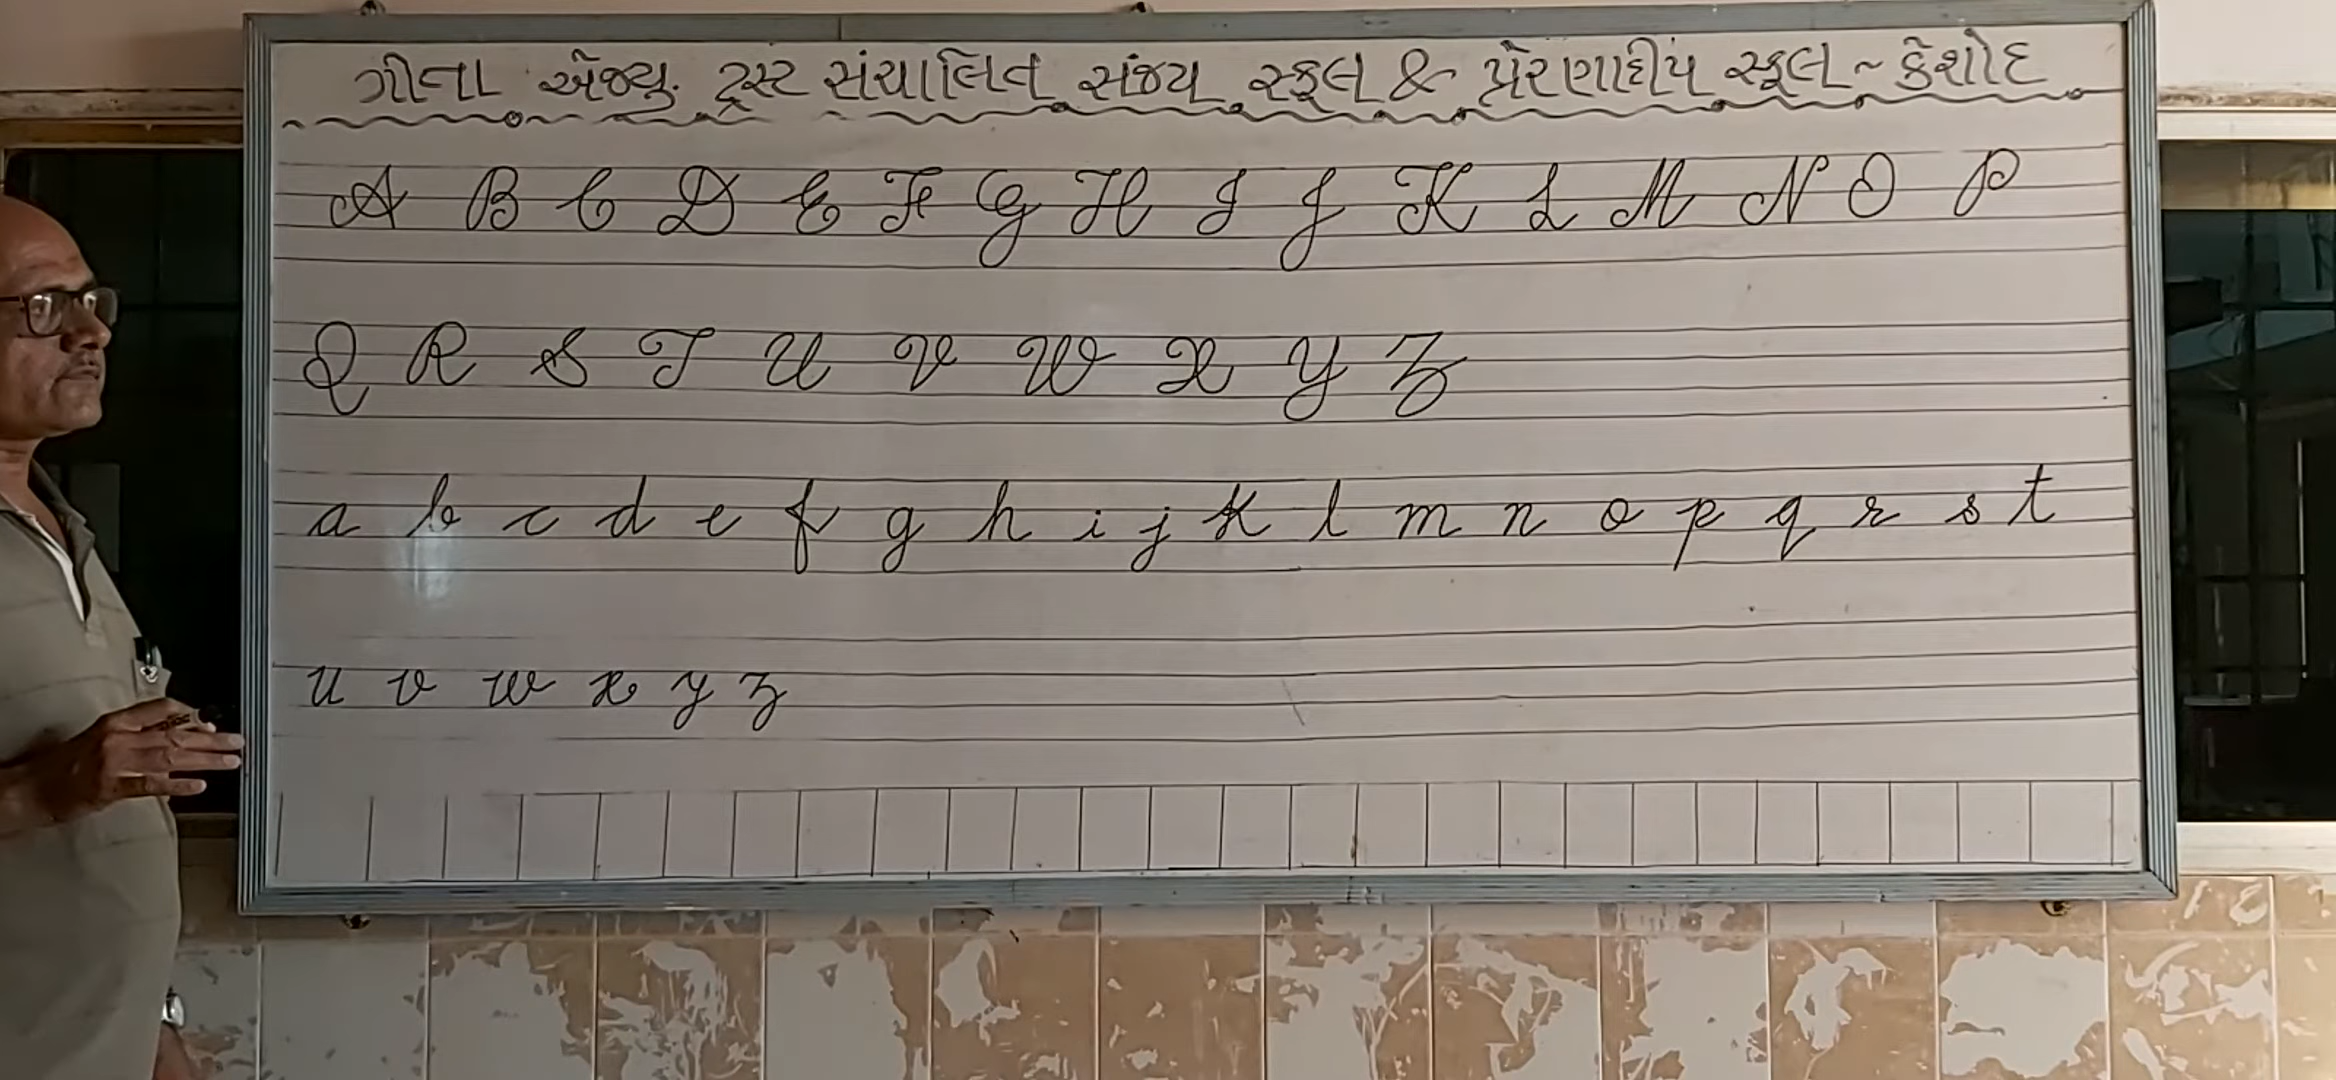 ગીતા એજ્યુ. ટ્રસ્ટ સંચાલિત સંજય સ્કૂલ & પ્રેરણાદીપ સ્કૂલ ~ કેશોદ
A B C D E F G H I J K L M N O P
Q R S T U V W X Y Z
a b c d e f g h i j k l m n o p q r s t
u v w x y z